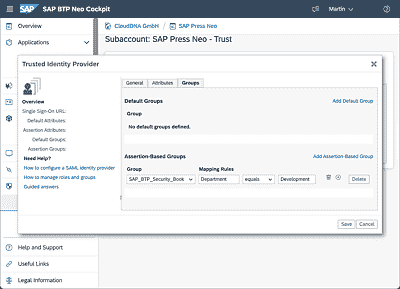 SAP SAP BTP Neo Cockpit
Martin
Overview
Applications
CloudDNA GmbH / SAP Press Neo
Subaccount: SAP Press Neo - Trust
Trusted Identity Provider
Overview
Single Sign-On URL:
Default Attributes:
Assertion Attributes:
Default Groups:
Assertion Groups:
Need Help?
How to configure a SAML identity provider
How to manage roles and groups
Guided answers
General Attributes Groups
Default Groups Add Default Group
Group
No default groups defined.
Assertion-Based Groups Add Assertion-Based Group
Group Mapping Rules
SAP_BTP_Security_Book Department equals Development Delete
Save Cancel
Help and Support
Useful Links
Legal Information